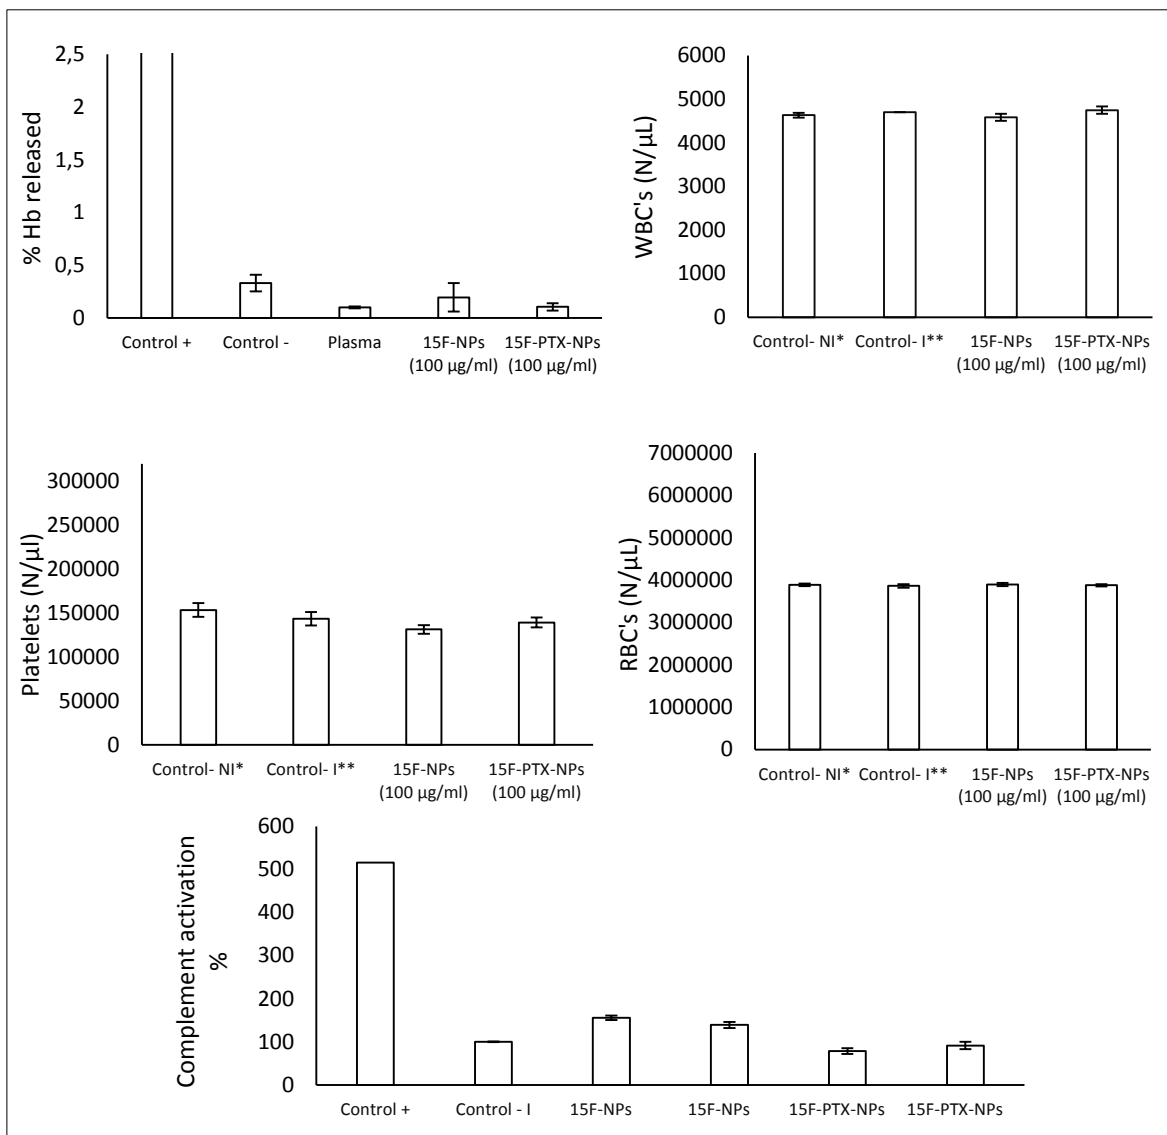 2,5
2
1,5
1
0,5
0
% Hb released
Control +
Control -
Plasma
15F-NPs
(100 µg/ml)
15F-PTX-NPs
(100 µg/ml)
6000
5000
4000
3000
2000
1000
0
WBC's (N/µL)
Control- NI*
Control- I**
15F-NPs
(100 µg/ml)
15F-PTX-NPs
(100 µg/ml)
300000
250000
200000
150000
100000
50000
0
Platelets (N/µl)
Control- NI*
Control- I**
15F-NPs
(100 µg/ml)
15F-PTX-NPs
(100 µg/ml)
7000000
6000000
5000000
4000000
3000000
2000000
1000000
0
RBC's (N/µL)
Control- NI*
Control- I**
15F-NPs
(100 µg/ml)
15F-PTX-NPs
(100 µg/ml)
600
500
400
300
200
100
0
Complement activation
%
Control +
Control - I
15F-NPs
15F-NPs
15F-PTX-NPs
15F-PTX-NPs